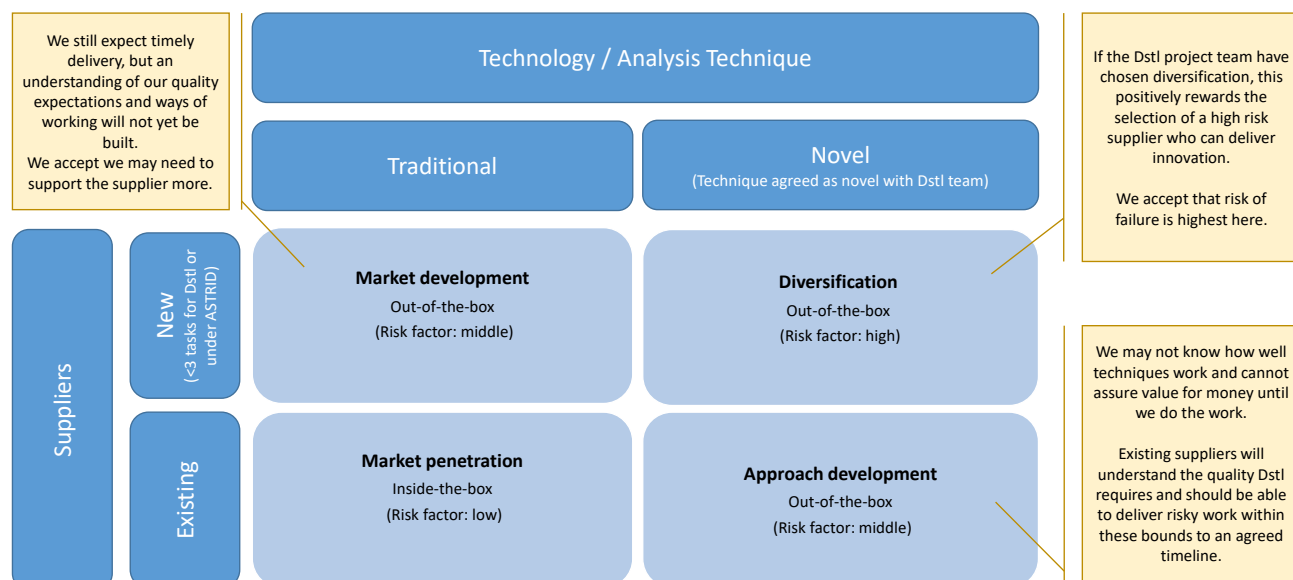 We still expect timely
delivery, but an
understanding of our quality
expectations and ways of
working will not yet be
built.
We accept we may need to
support the supplier more.
Technology / Analysis Technique
If the Dstl project team have
chosen diversification, this
positively rewards the
selection of a high risk
supplier who can deliver
innovation.
We accept that risk of
failure is highest here.
Traditional
Novel
(Technique agreed as novel with Dstl team)
Suppliers
New
(<3 tasks for Dstl or
under ASTRID)
Market development
Out-of-the-box
(Risk factor: middle)
Diversification
Out-of-the-box
(Risk factor: high)
Existing
Market penetration
Inside-the-box
(Risk factor: low)
Approach development
Out-of-the-box
(Risk factor: middle)
We may not know how well
techniques work and cannot
assure value for money until
we do the work.
Existing suppliers will
understand the quality Dstl
requires and should be able
to deliver risky work within
these bounds to an agreed
timeline.